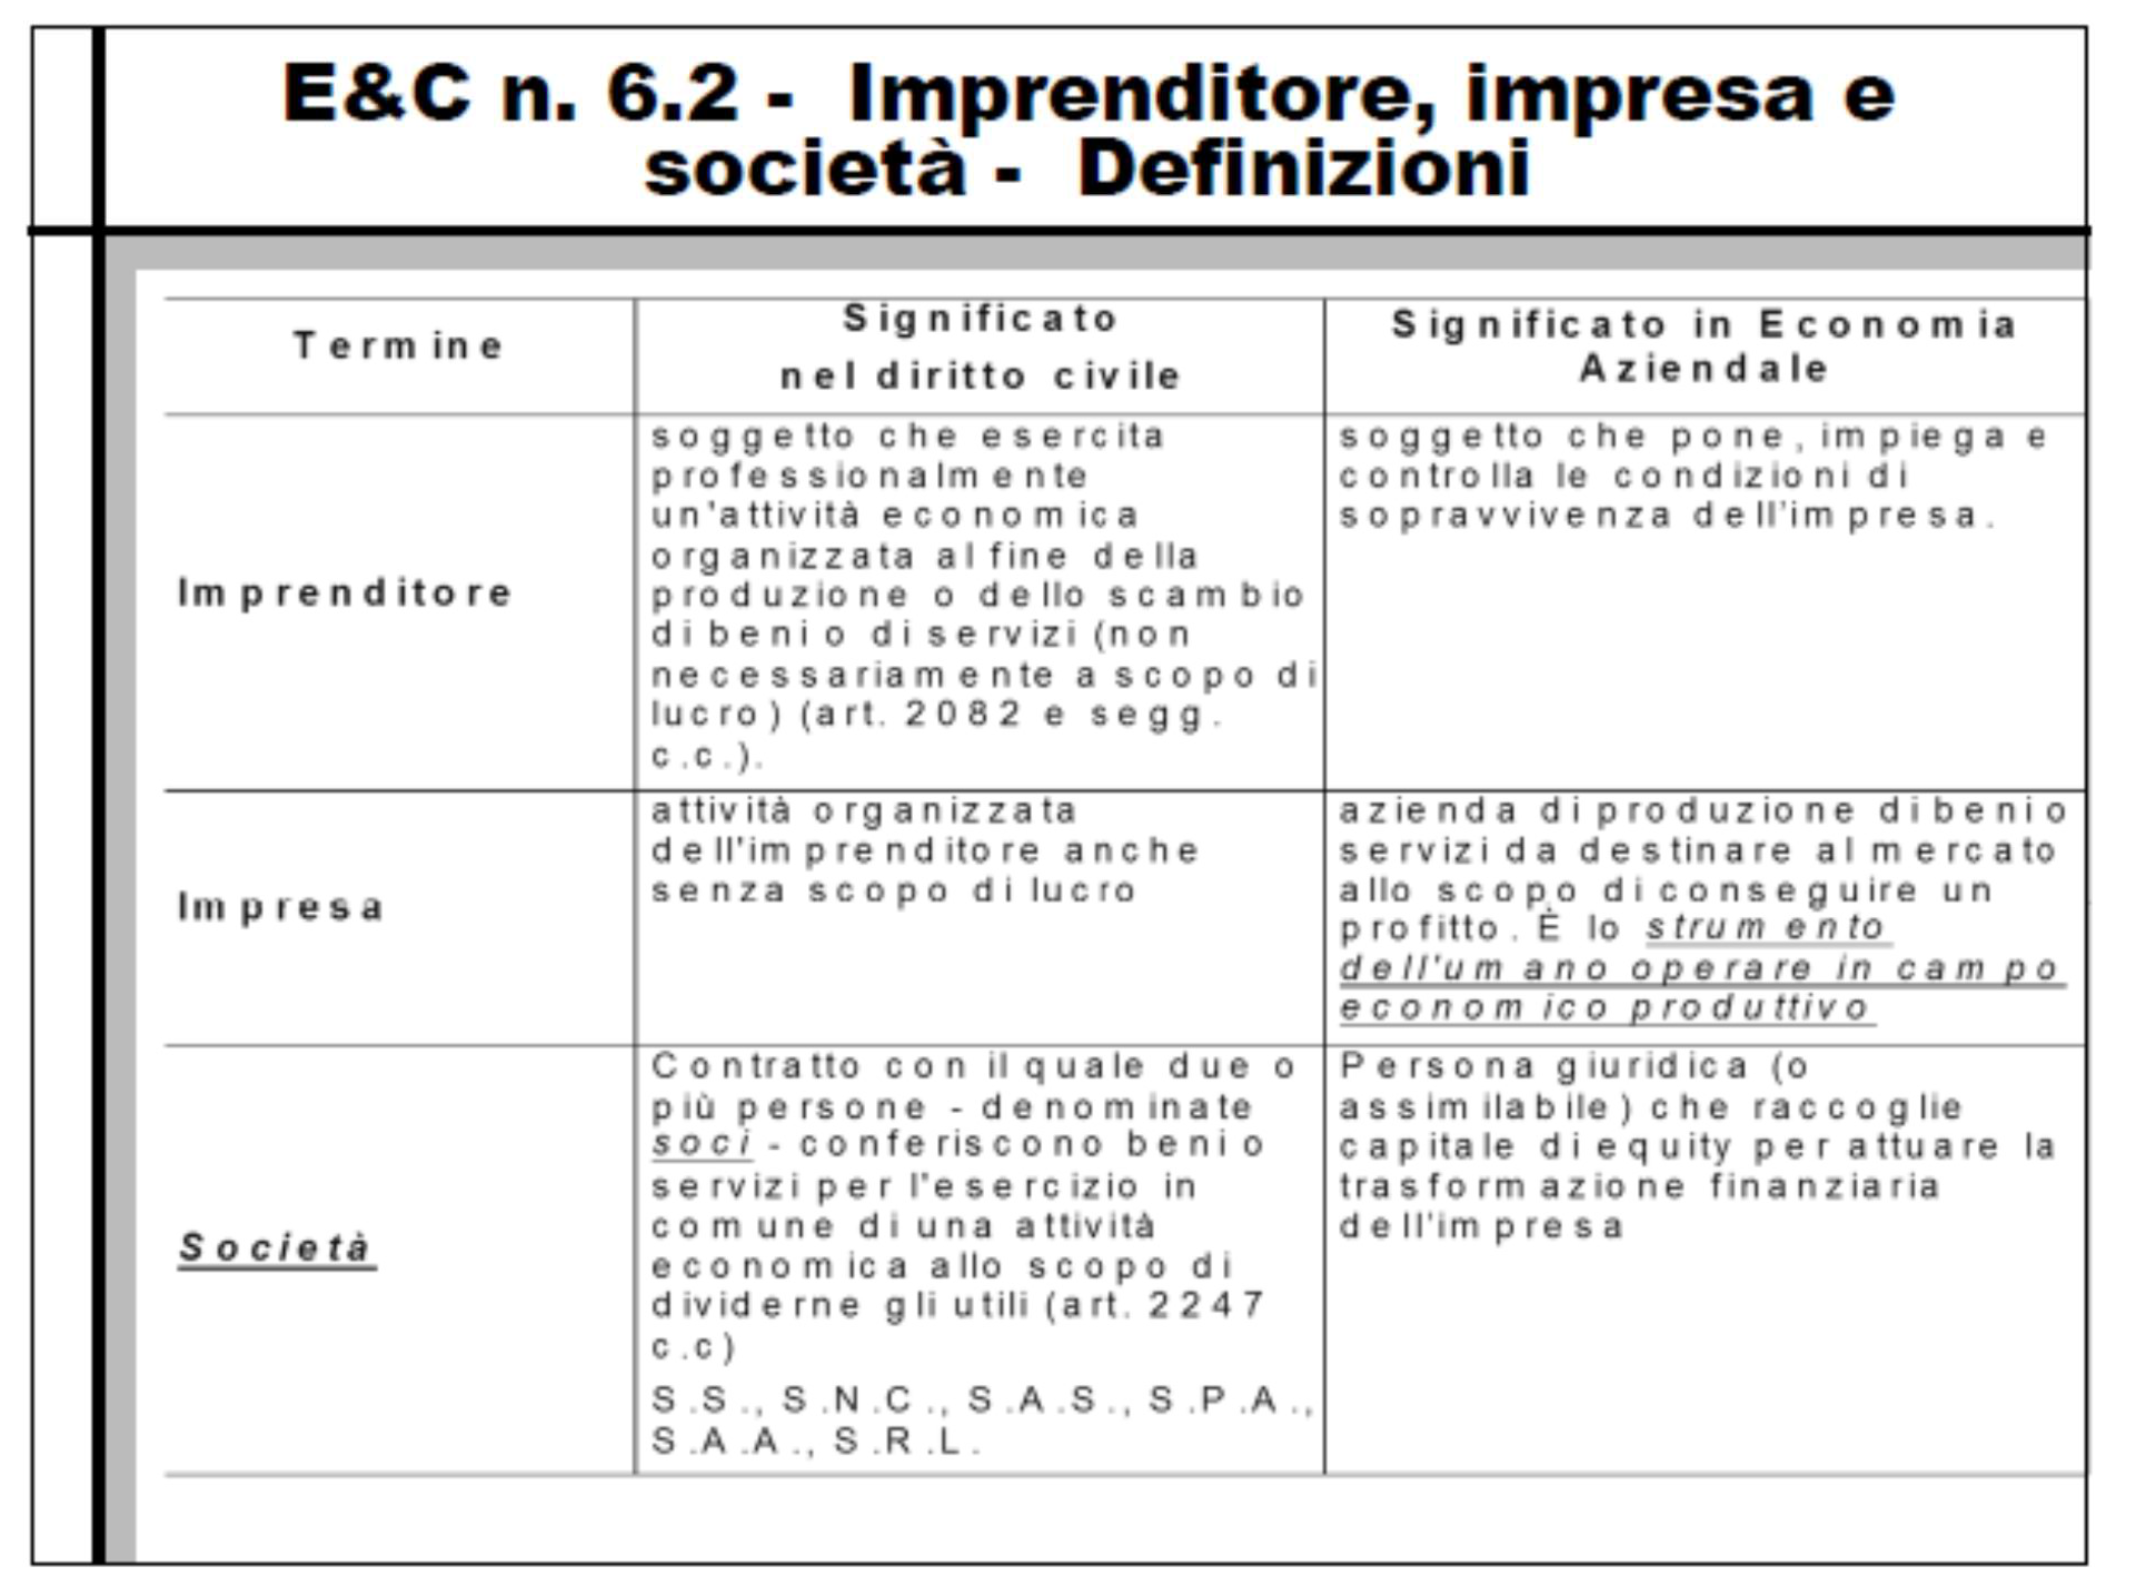 E&C n. 6.2 - Imprenditore, impresa e
società - Definizioni
Termine
Significato
nel diritto civile
Significato in Economia
Aziendale
Imprenditore
soggetto che esercita
professionalmente
un'attività economica
organizzata al fine della
produzione o dello scambio
di beni o di servizi (non
necessariamente a scopo di
lucro) (art. 2082 e segg.
c.c.).
soggetto che pone, impiega e
controlla le condizioni di
sopravvivenza dell'impresa.
Impresa
attività organizzata
dell'imprenditore anche
senza scopo di lucro
azienda di produzione di beni o
servizi da destinare al mercato
allo scopo di conseguire un
profitto. È lo strumento
dell'umano operare in campo
economico produttivo
Società
Contratto con il quale due o
più persone - denominate
soci - conferiscono beni o
servizi per l'esercizio in
comune di una attività
economica allo scopo di
dividerne gli utili (art. 2247
c.c)
S.S., S.N.C., S.A.S., S.P.A.,
S.A.A., S.R.L.
Persona giuridica (o
assimilabile) che raccoglie
capitale di equity per attuare la
trasformazione finanziaria
dell'impresa